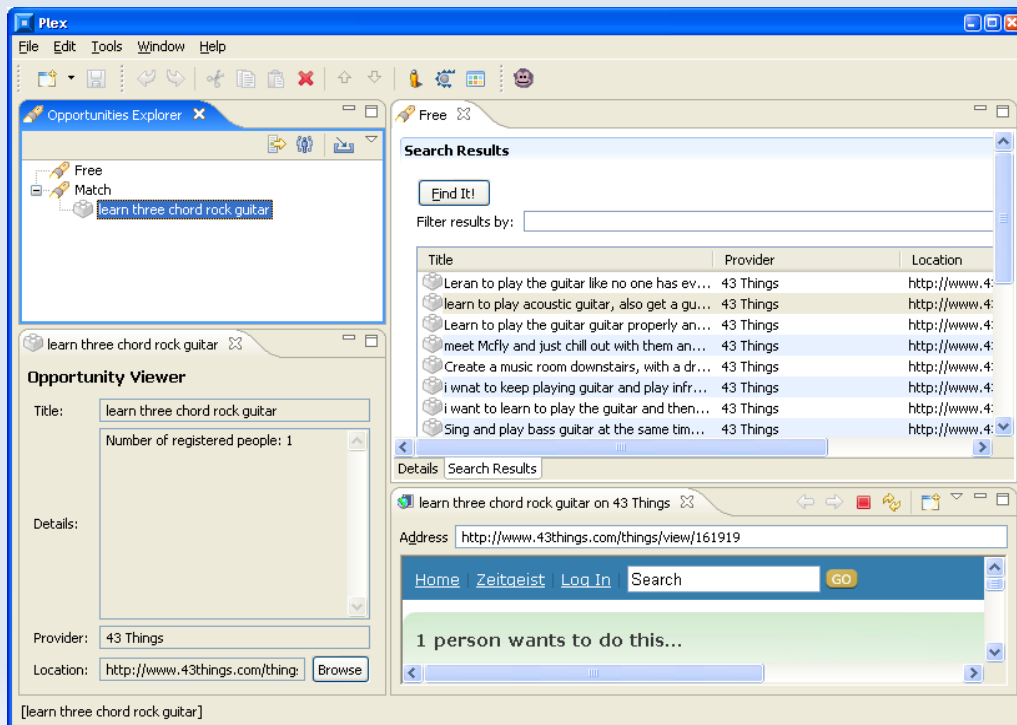 Plex
File Edit Tools Window Help
Opportunities Explorer
Free
Match
learn three chord rock guitar
learn three chord rock guitar
Opportunity Viewer
Title: learn three chord rock guitar
Number of registered people: 1
Details:
Provider: 43 Things
Location: http://www.43things.com/thing: Browse
Free
Search Results
Find It!
Filter results by:
Title Provider Location
Leran to play the guitar like no one has ev... 43 Things http://www.4
learn to play acoustic guitar, also get a gu... 43 Things http://www.4
Learn to play the guitar guitar properly an... 43 Things http://www.4
meet Mcfly and just chill out with them an... 43 Things http://www.4
Create a music room downstairs, with a dr... 43 Things http://www.4
i wnat to keep playing guitar and play infr... 43 Things http://www.4
i want to learn to play the guitar and then... 43 Things http://www.4
Sing and play bass guitar at the same tim... 43 Things http://www.4
Details Search Results
learn three chord rock guitar on 43 Things
Address http://www.43things.com/things/view/161919
Home Zeitgeist Log In Search GO
1 person wants to do this...
[learn three chord rock guitar]